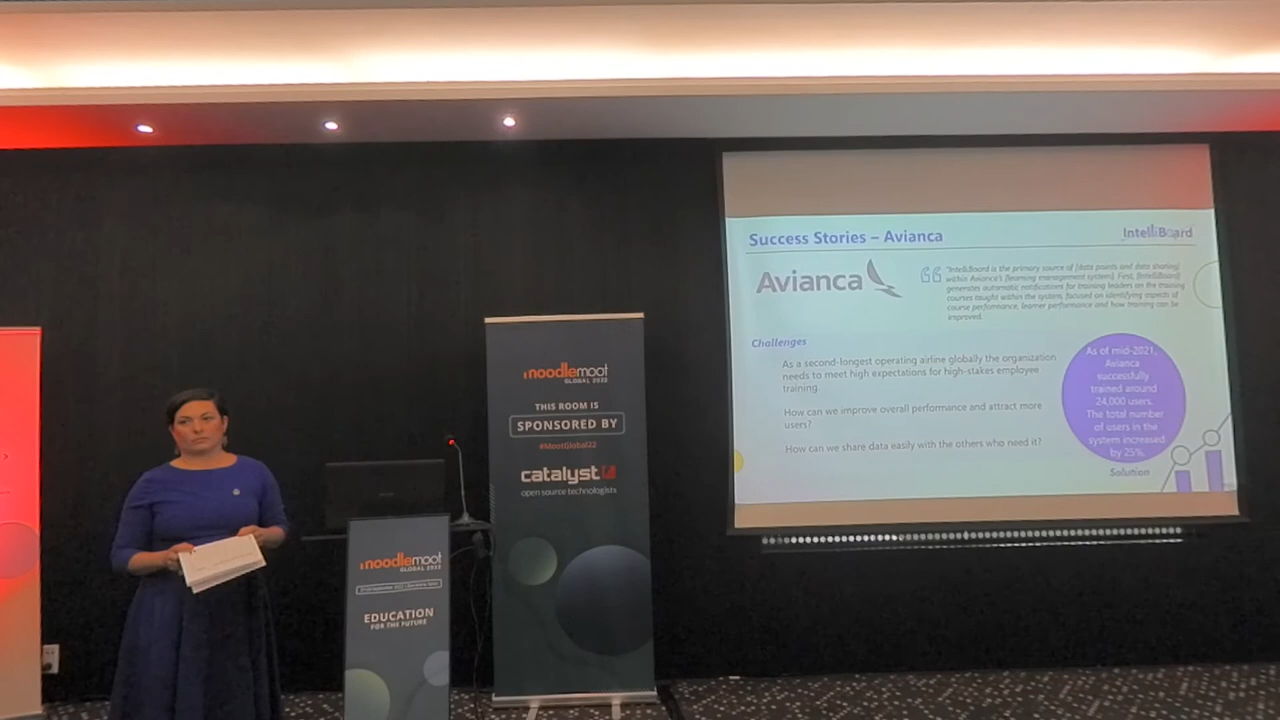 moodlemoot
GLOBAL 2022
EDUCATION
FOR THE FUTURE
moodlemoot
GLOBAL 2022
THIS ROOM IS
SPONSORED BY
#MootGlobal22
catalyst
open source technologists
Success Stories – Avianca
IntelliBoard
Avianca
"IntelliBoard is the primary source of [data points and data sharing]
within Avianca's [learning management system]. First, [IntelliBoard]
generates automatic notifications for training leaders on the training
courses taught within the system, focused on identifying aspects of
course performance, learner performance and how training can be
improved.
Challenges
As a second-longest operating airline globally the organization
needs to meet high expectations for high-stakes employee
training.
How can we improve overall performance and attract more
users?
How can we share data easily with the others who need it?
As of mid-2021,
Avianca
successfully
trained around
24,000 users.
The total number
of users in the
system increased
by 25%.
Solution